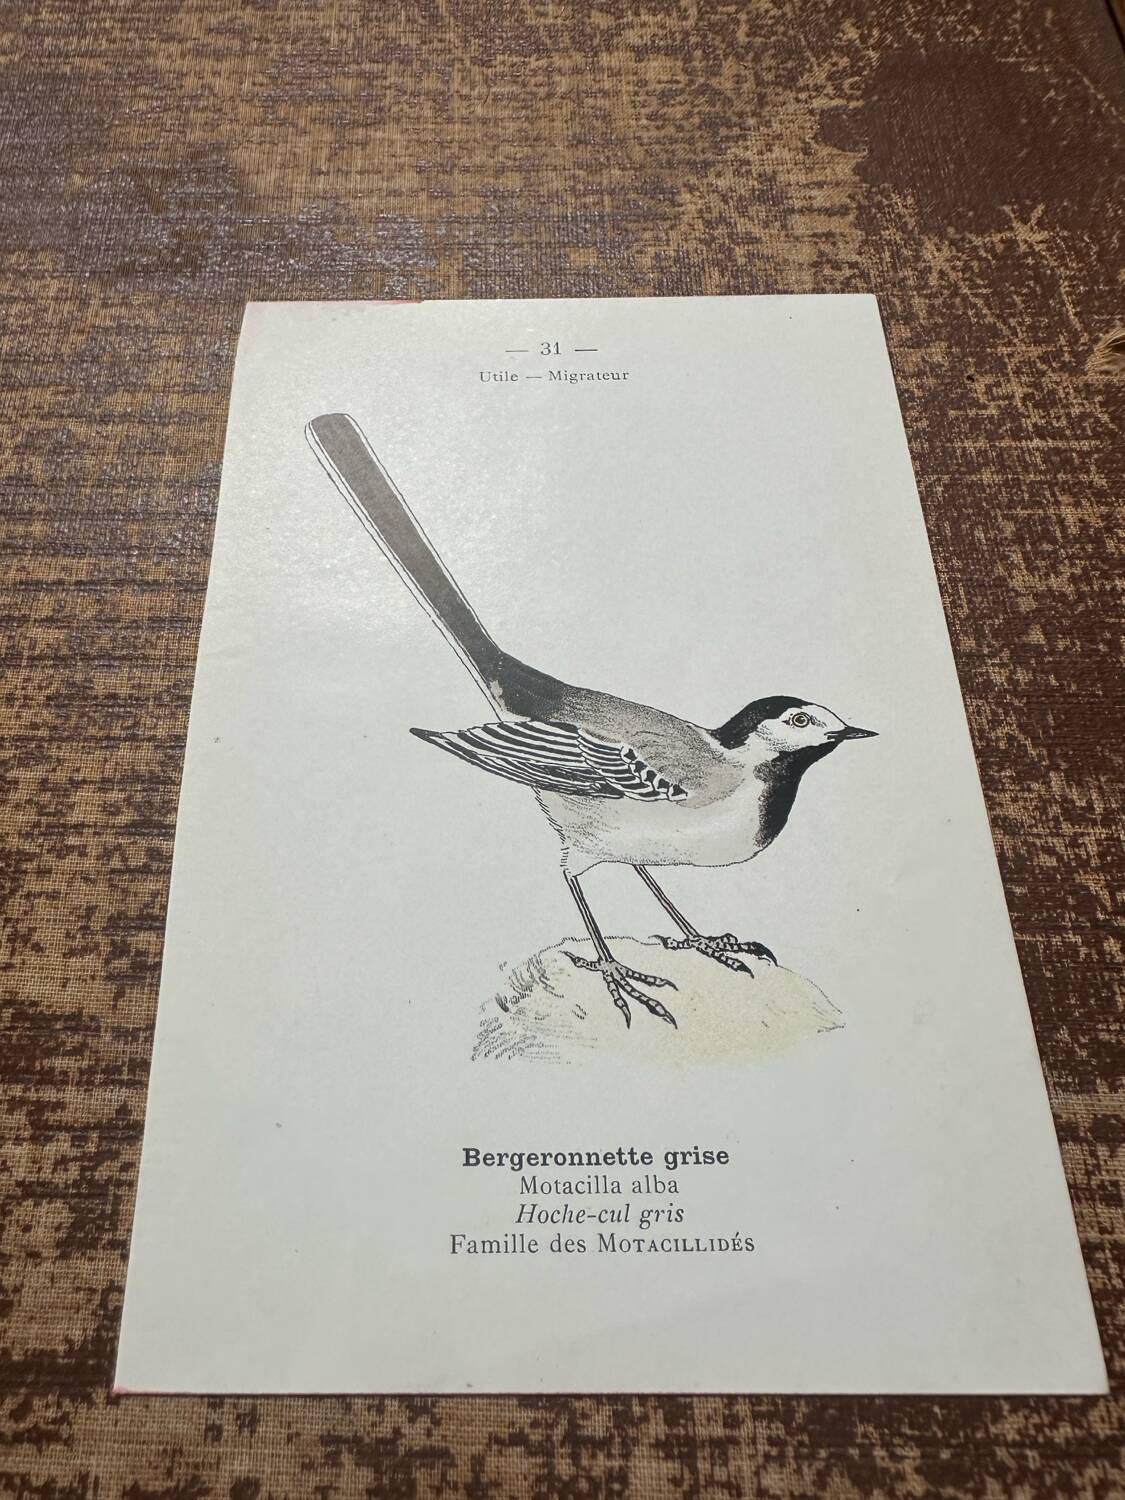 — 31 —
Utile — Migrateur
Bergeronnette grise
Motacilla alba
Hoche-cul gris
Famille des MOTACILLIDÉS